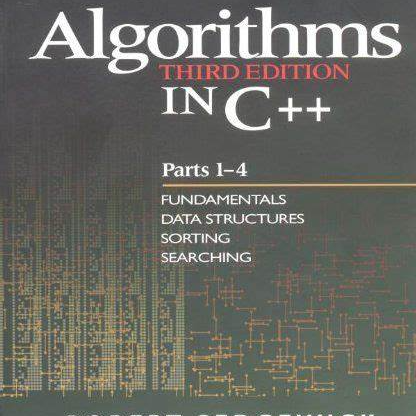 Algorithms
THIRD EDITION
IN C++
Parts 1–4
FUNDAMENTALS
DATA STRUCTURES
SORTING
SEARCHING